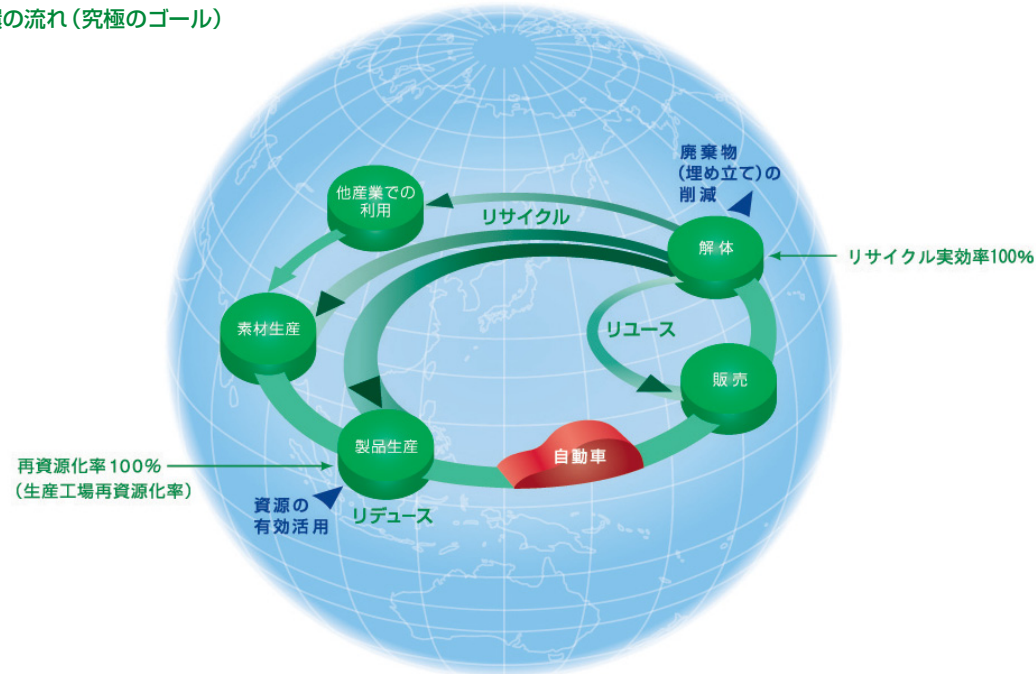 の流れ(究極のゴール)
廃棄物
(埋め立て)の
削減
他産業での
利用
リサイクル
解体
リサイクル実効率100%
素材生産
リユース
販売
製品生産
自動車
再資源化率100%
(生産工場再資源化率)
資源の
有効活用
リデュース